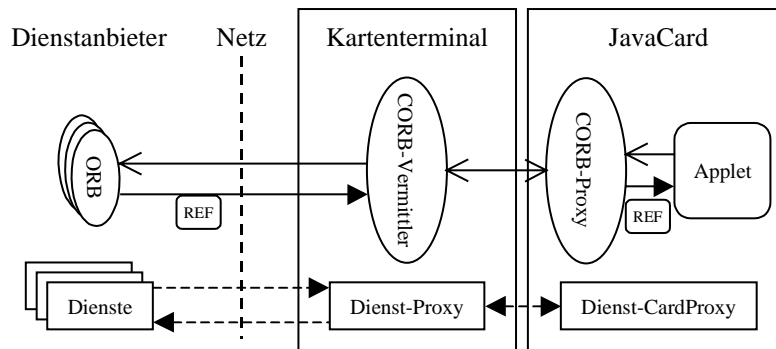 Dienstanbieter
Netz
Kartenterminal
JavaCard
ORB
REF
CORB-Vermittler
CORB-Proxy
Applet
REF
Dienste
Dienst-Proxy
Dienst-CardProxy